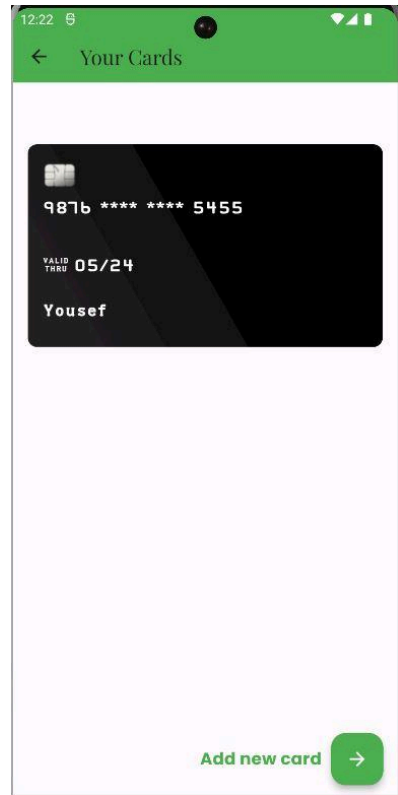 12:22
Your Cards
9876 **** **** 5455
VALID
THRU 05/24
Yousef
Add new card